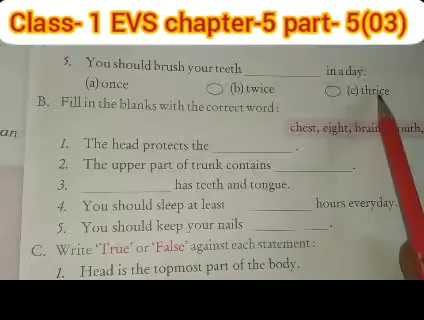 Class- 1 EVS chapter-5 part- 5(03)
5. You should brush your teeth ________ in a day.
(a) once (b) twice (c) thrice
B. Fill in the blanks with the correct word:
an
chest, eight, brain
1. The head protects the ________.
2. The upper part of trunk contains ________.
3. ________ has teeth and tongue.
4. You should sleep at least ________ hours everyday.
5. You should keep your nails ________.
C. Write 'True' or 'False' against each statement:
1. Head is the topmost part of the body.